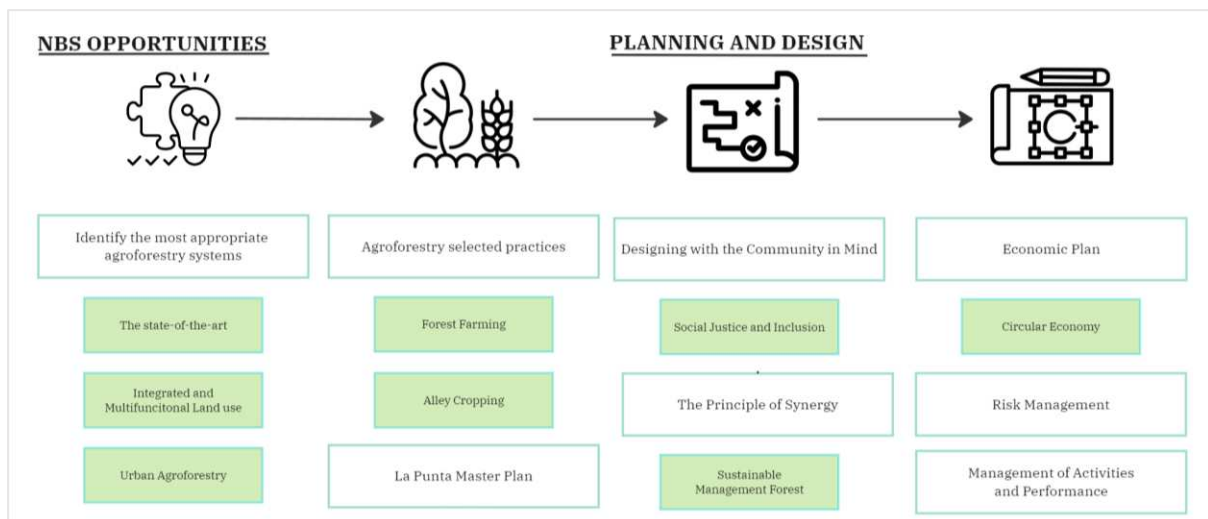 NBS OPPORTUNITIES
PLANNING AND DESIGN
Identify the most appropriate
agroforestry systems
The state-of-the-art
Integrated and
Multifuncitonal Land use
Urban Agroforestry
Agroforestry selected practices
Forest Farming
Alley Cropping
La Punta Master Plan
Designing with the Community in Mind
Social Justice and Inclusion
The Principle of Synergy
Sustainable
Management Forest
Economic Plan
Circular Economy
Risk Management
Management of Activities
and Performance